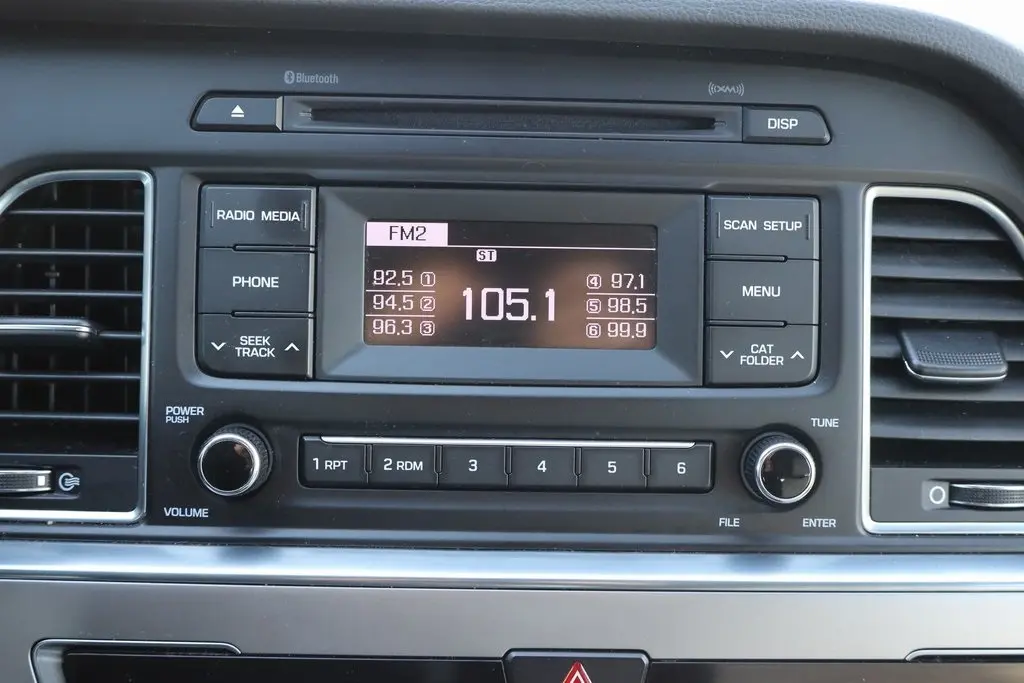 Bluetooth
((XM))
DISP
RADIO MEDIA
PHONE
SEEK
TRACK
FM2
ST
92.5 1
94.5 2
96.3 3
105.1
4 97.1
5 98.5
6 99.9
SCAN SETUP
MENU
CAT
FOLDER
POWER
PUSH
VOLUME
1 RPT
2 RDM
3
4
5
6
TUNE
FILE
ENTER